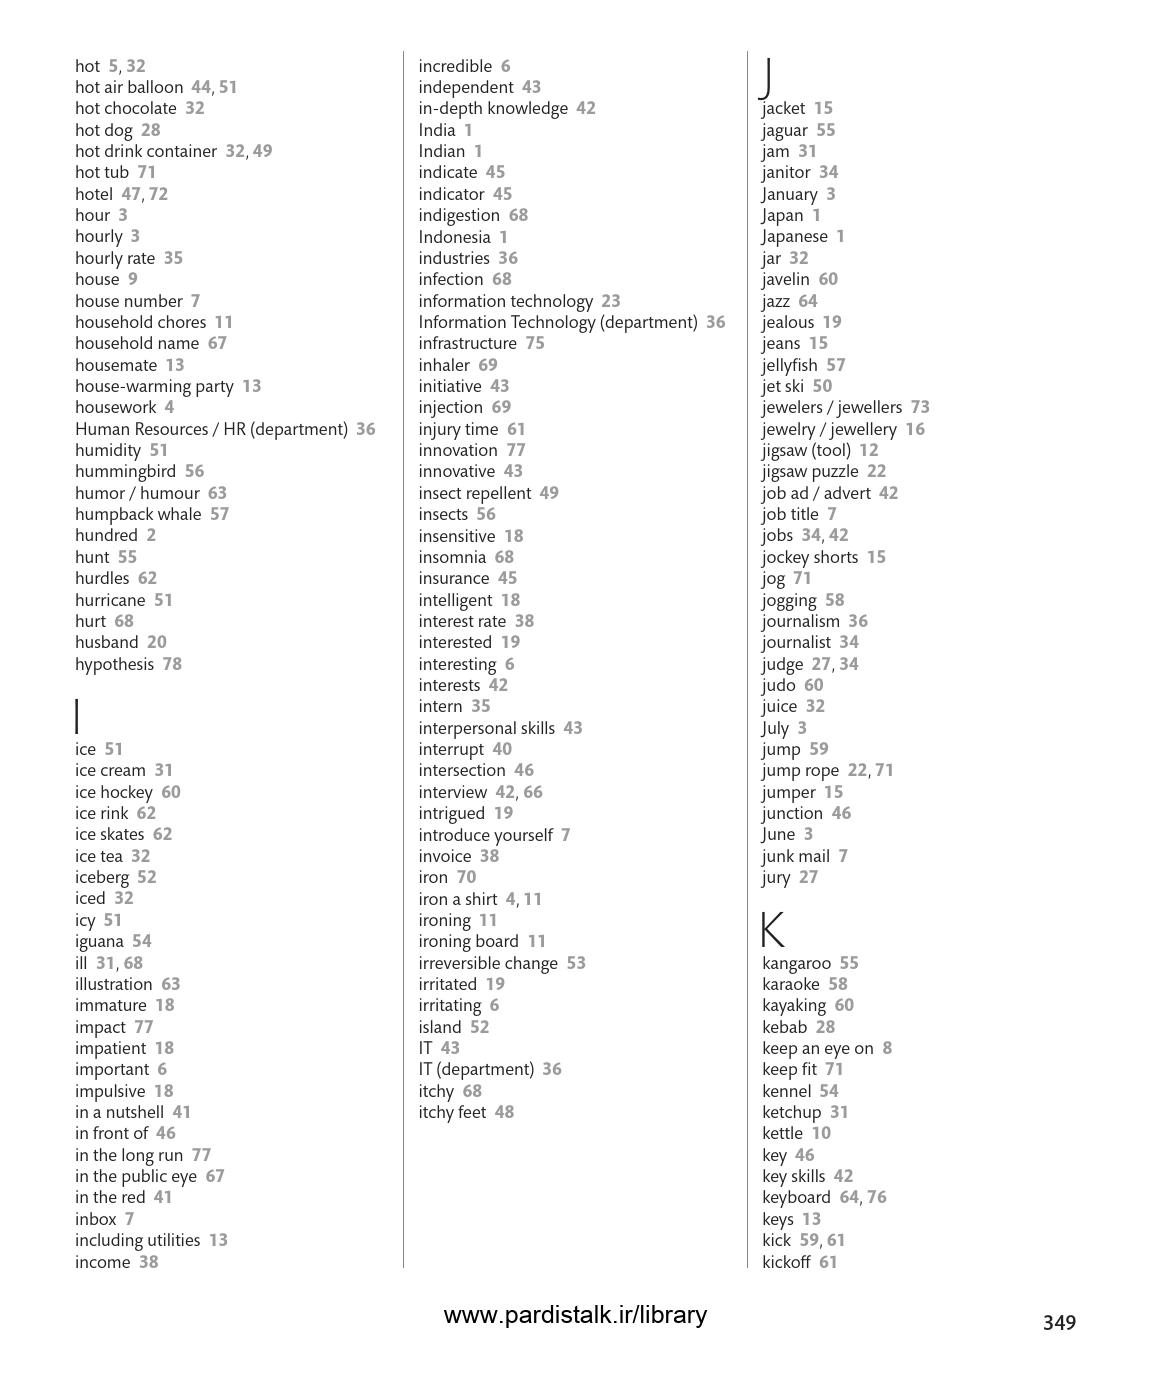 hot 5, 32
hot air balloon 44, 51
hot chocolate 32
hot dog 28
hot drink container 32, 49
hot tub 71
hotel 47, 72
hour 3
hourly 3
hourly rate 35
house 9
house number 7
household chores 11
household name 67
housemate 13
house-warming party 13
housework 4
Human Resources / HR (department) 36
humidity 51
hummingbird 56
humor / humour 63
humpback whale 57
hundred 2
hunt 55
hurdles 62
hurricane 51
hurt 68
husband 20
hypothesis 78
I
ice 51
ice cream 31
ice hockey 60
ice rink 62
ice skates 62
ice tea 32
iceberg 52
iced 32
icy 51
iguana 54
ill 31, 68
illustration 63
immature 18
impact 77
impatient 18
important 6
impulsive 18
in a nutshell 41
in front of 46
in the long run 77
in the public eye 67
in the red 41
inbox 7
including utilities 13
income 38
incredible 6
independent 43
in-depth knowledge 42
India 1
Indian 1
indicate 45
indicator 45
indigestion 68
Indonesia 1
industries 36
infection 68
information technology 23
Information Technology (department) 36
infrastructure 75
inhaler 69
initiative 43
injection 69
injury time 61
innovation 77
innovative 43
insect repellent 49
insects 56
insensitive 18
insomnia 68
insurance 45
intelligent 18
interest rate 38
interested 19
interesting 6
interests 42
intern 35
interpersonal skills 43
interrupt 40
intersection 46
interview 42, 66
intrigued 19
introduce yourself 7
invoice 38
iron 70
iron a shirt 4, 11
ironing 11
ironing board 11
irreversible change 53
irritated 19
irritating 6
island 52
IT 43
IT (department) 36
itchy 68
itchy feet 48
J
jacket 15
jaguar 55
jam 31
janitor 34
January 3
Japan 1
Japanese 1
jar 32
javelin 60
jazz 64
jealous 19
jeans 15
jellyfish 57
jet ski 50
jewelers / jewellers 73
jewelry / jewellery 16
jigsaw (tool) 12
jigsaw puzzle 22
job ad / advert 42
job title 7
jobs 34, 42
jockey shorts 15
jog 71
jogging 58
journalism 36
journalist 34
judge 27, 34
judo 60
juice 32
July 3
jump 59
jump rope 22, 71
jumper 15
junction 46
June 3
junk mail 7
jury 27
K
kangaroo 55
karaoke 58
kayaking 60
kebab 28
keep an eye on 8
keep fit 71
kennel 54
ketchup 31
kettle 10
key 46
key skills 42
keyboard 64, 76
keys 13
kick 59, 61
kickoff 61
www.pardistalk.ir/library
349